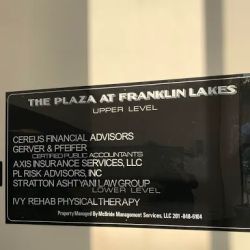 THE PLAZA AT FRANKLIN LAKES
UPPER LEVEL
CEREUS FINANCIAL ADVISORS
GERVER & PFEIFER
CERTIFIED PUBLIC ACCOUNTANTS
AXIS INSURANCE SERVICES, LLC
PL RISK ADVISORS, INC
STRATTON ASHTYANI LAW GROUP
LOWER LEVEL
IVY REHAB PHYSICAL THERAPY
Property Managed By McBride Management Services, LLC 201-848-6104